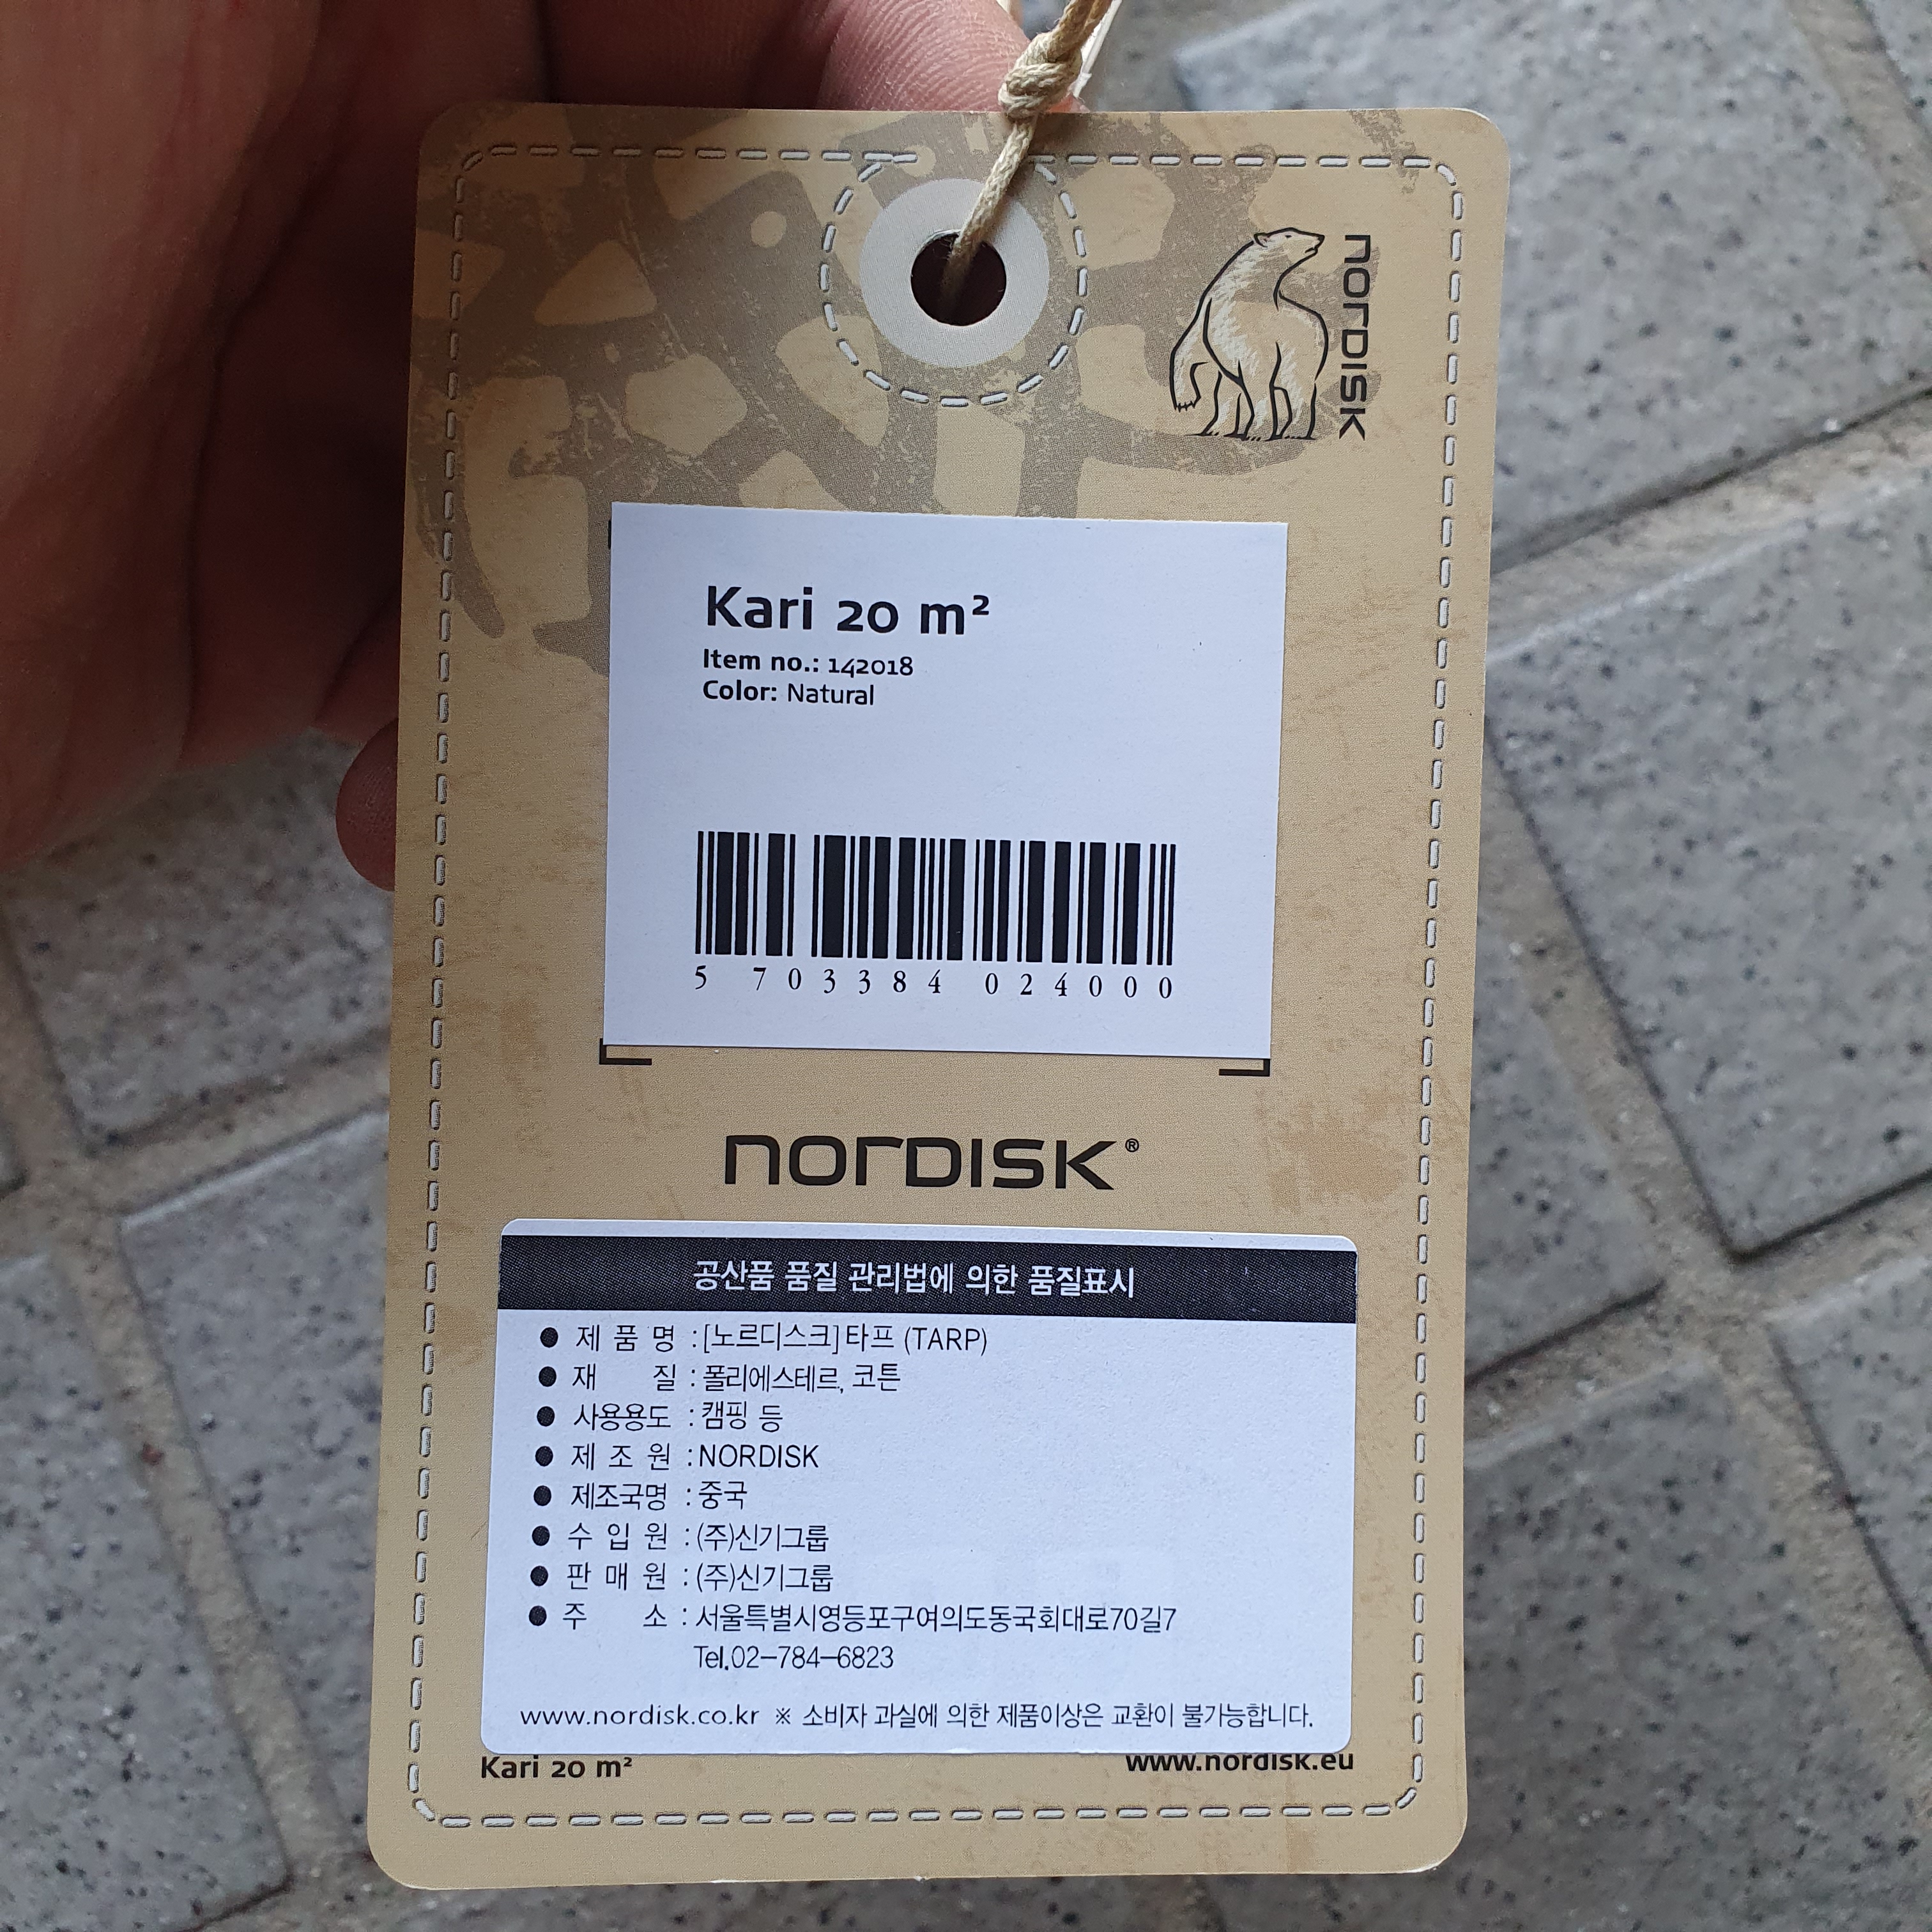 NORDISK
Kari 20 m²
Item no.: 142018
Color: Natural
5 703384 024000
NORDISK®
공산품 품질 관리법에 의한 품질표시
● 제 품 명 : [노르디스크]타프 (TARP)
● 재 질 : 폴리에스테르, 코튼
● 사용용도 : 캠핑 등
● 제 조 원 : NORDISK
● 제조국명 : 중국
● 수 입 원 : (주)신기그룹
● 판 매 원 : (주)신기그룹
● 주 소 : 서울특별시영등포구여의도동국회대로70길7
Tel.02-784-6823
www.nordisk.co.kr ※ 소비자 과실에 의한 제품이상은 교환이 불가능합니다.
Kari 20 m² www.nordisk.eu